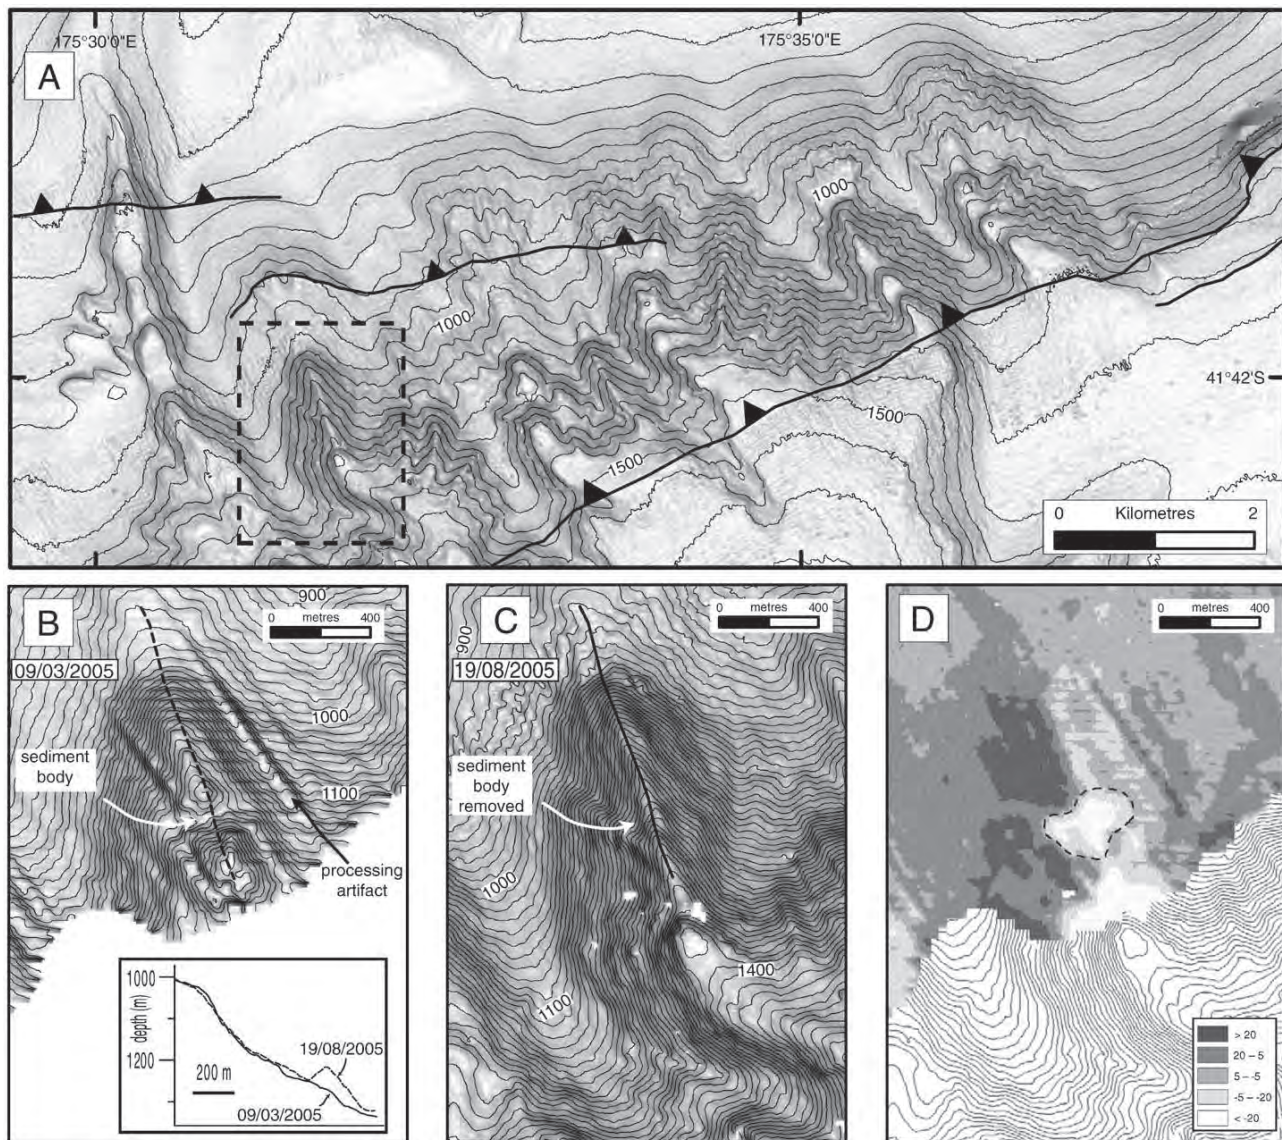 175°30'0"E
175°35'0"E
A
1000
1000
41°42'S
1500
1500
0 Kilometres 2
B
900
0 metres 400
09/03/2005
1000
sediment
body
1100
processing
artifact
1000
depth (m)
1200
19/08/2005
200 m
09/03/2005
C
900
0 metres 400
19/08/2005
sediment
body
removed
1000
1400
1100
D
0 metres 400
> 20
20 – 5
5 – -5
-5 – -20
< -20